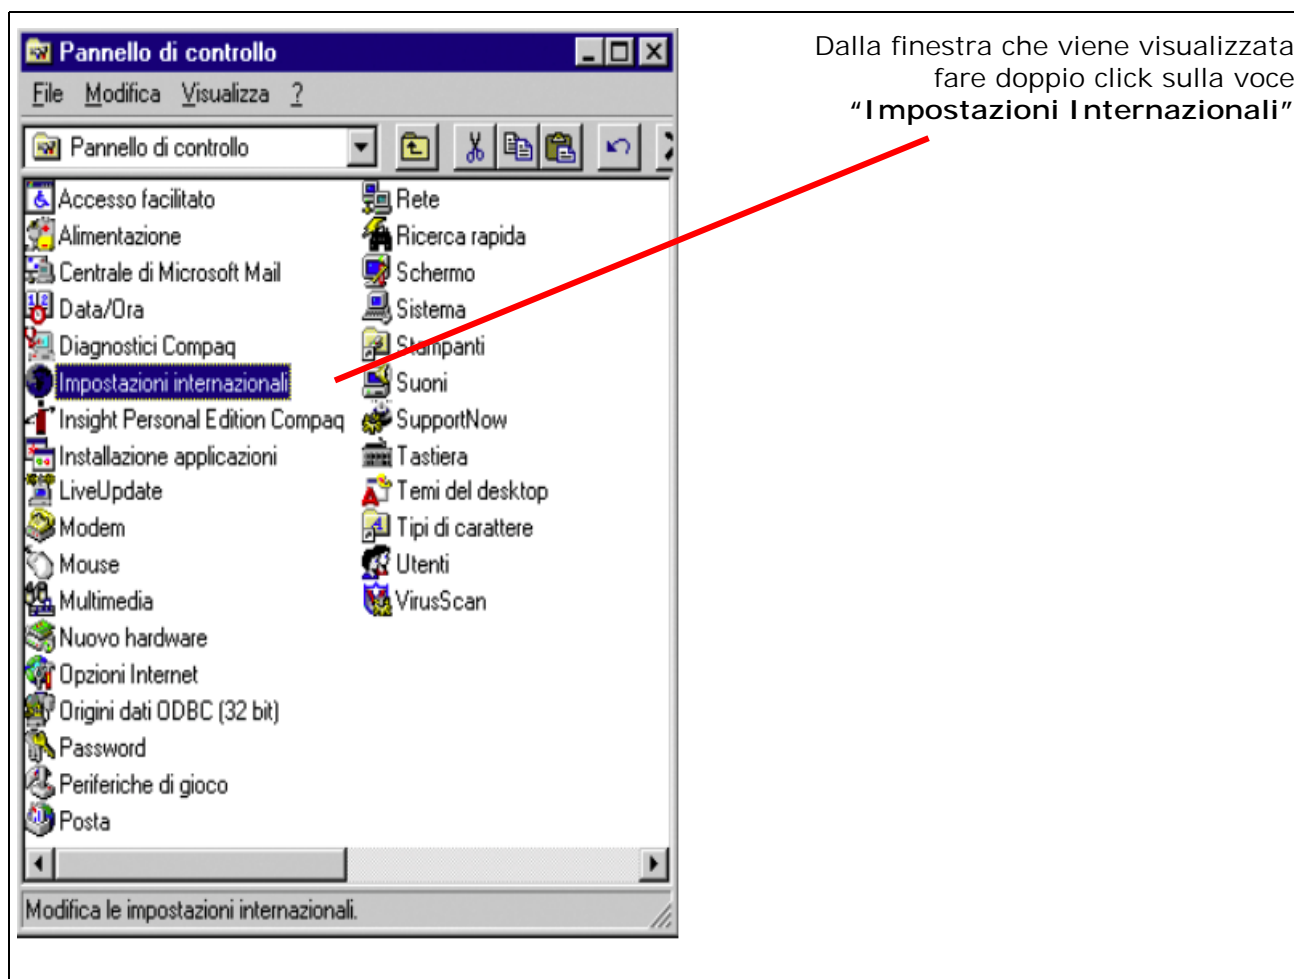 Pannello di controllo
File Modifica Visualizza ?
Pannello di controllo
Accesso facilitato
Alimentazione
Centrale di Microsoft Mail
Data/Ora
Diagnostici Compaq
Impostazioni internazionali
Insight Personal Edition Compaq
Installazione applicazioni
LiveUpdate
Modem
Mouse
Multimedia
Nuovo hardware
Opzioni Internet
Origini dati ODBC (32 bit)
Password
Periferiche di gioco
Posta
Rete
Ricerca rapida
Schermo
Sistema
Stampanti
Suoni
SupportNow
Tastiera
Temi del desktop
Tipi di carattere
Utenti
VirusScan
Modifica le impostazioni internazionali.
Dalla finestra che viene visualizzata
fare doppio click sulla voce
“Impostazioni Internazionali”